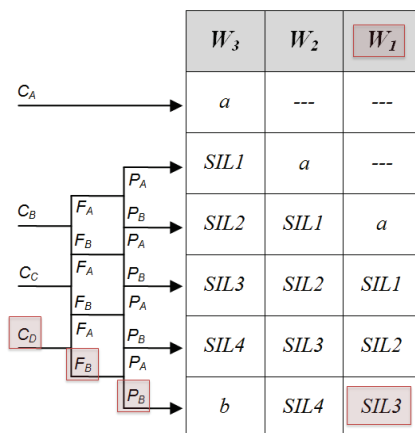 W3 W2 W1
CA a --- ---
PA SIL1 a ---
CB FA PB SIL2 SIL1 a
FB PA
CC FA PB SIL3 SIL2 SIL1
FB PA
CD FA PB SIL4 SIL3 SIL2
FB PA
PB b SIL4 SIL3